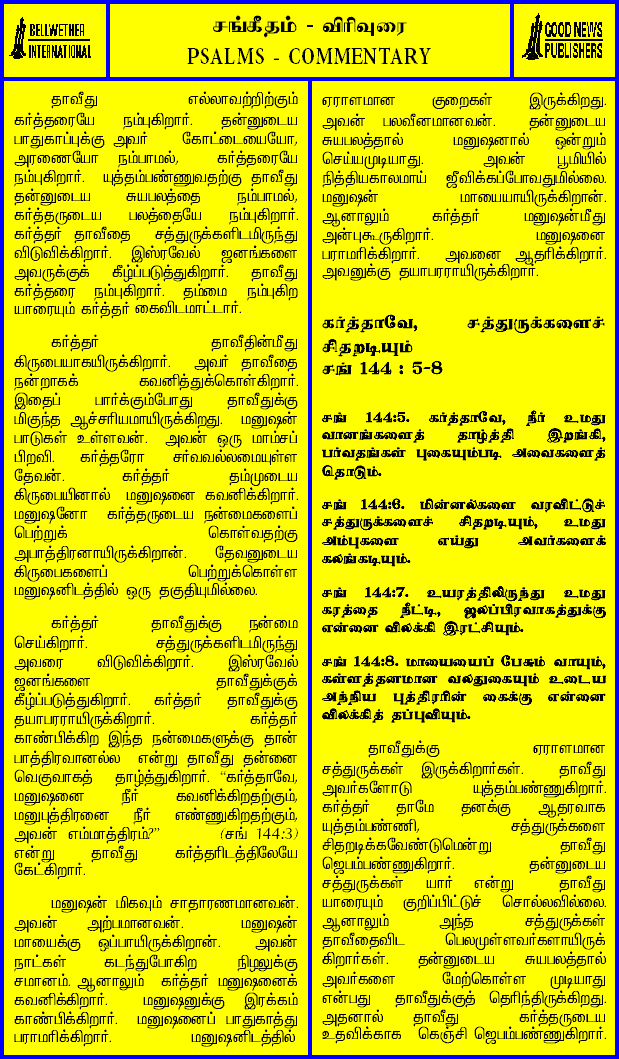 BELLWETHER
INTERNATIONAL
சங்கீதம் - விரிவுரை
PSALMS - COMMENTARY
GOOD NEWS
PUBLISHERS
தாவீது எல்லாவற்றிற்கும்
கர்த்தரையே நம்புகிறார். தன்னுடைய
பாதுகாப்புக்கு அவர் கோட்டையையோ,
அரணையோ நம்பாமல், கர்த்தரையே
நம்புகிறார். யுத்தம்பண்ணுவதற்கு தாவீது
தன்னுடைய சுயபலத்தை நம்பாமல்,
கர்த்தருடைய பலத்தையே நம்புகிறார்.
கர்த்தர் தாவீதை சத்துருக்களிடமிருந்து
விடுவிக்கிறார். இஸ்ரவேல் ஜனங்களை
அவருக்குக் கீழ்ப்படுத்துகிறார். தாவீது
கர்த்தரை நம்புகிறார். தம்மை நம்புகிற
யாரையும் கர்த்தர் கைவிடமாட்டார்.
கர்த்தர் தாவீதின்மீது
கிருபையாகயிருக்கிறார். அவர் தாவீதை
நன்றாகக் கவனித்துக்கொள்கிறார்.
இதைப் பார்க்கும்போது தாவீதுக்கு
மிகுந்த ஆச்சரியமாயிருக்கிறது. மனுஷன்
பாடுகள் உள்ளவன். அவன் ஒரு மாம்சப்
பிறவி. கர்த்தரோ சர்வவல்லமையுள்ள
தேவன். கர்த்தர் தம்முடைய
கிருபையினால் மனுஷனை கவனிக்கிறார்.
மனுஷனோ கர்த்தருடைய நன்மைகளைப்
பெற்றுக் கொள்வதற்கு
அபாத்திரனாயிருக்கிறான். தேவனுடைய
கிருபைகளைப் பெற்றுக்கொள்ள
மனுஷனிடத்தில் ஒரு தகுதியுமில்லை.
கர்த்தர் தாவீதுக்கு நன்மை
செய்கிறார். சத்துருக்களிடமிருந்து
அவரை விடுவிக்கிறார். இஸ்ரவேல்
ஜனங்களை தாவீதுக்குக்
கீழ்ப்படுத்துகிறார். கர்த்தர் தாவீதுக்கு
தயாபரராயிருக்கிறார். கர்த்தர்
காண்பிக்கிற இந்த நன்மைகளுக்கு தான்
பாத்திரவானல்ல என்று தாவீது தன்னை
வெகுவாகத் தாழ்த்துகிறார். “கர்த்தாவே,
மனுஷனை நீர் கவனிக்கிறதற்கும்,
மனுபுத்திரனை நீர் எண்ணுகிறதற்கும்,
அவன் எம்மாத்திரம்?” (சங் 144:3)
என்று தாவீது கர்த்தரிடத்திலேயே
கேட்கிறார்.
மனுஷன் மிகவும் சாதாரணமானவன்.
அவன் அற்பமானவன். மனுஷன்
மாயைக்கு ஒப்பாயிருக்கிறான். அவன்
நாட்கள் கடந்துபோகிற நிழலுக்கு
சமானம். ஆனாலும் கர்த்தர் மனுஷனைக்
கவனிக்கிறார். மனுஷனுக்கு இரக்கம்
காண்பிக்கிறார். மனுஷனைப் பாதுகாத்து
பராமரிக்கிறார். மனுஷனிடத்தில்
ஏராளமான குறைகள் இருக்கிறது.
அவன் பலவீனமானவன். தன்னுடைய
சுயபலத்தால் மனுஷனால் ஒன்றும்
செய்யமுடியாது. அவன் பூமியில்
நித்தியகாலமாய் ஜீவிக்கப்போவதுமில்லை.
மனுஷன் மாயையாயிருக்கிறான்.
ஆனாலும் கர்த்தர் மனுஷன்மீது
அன்புகூருகிறார். மனுஷனை
பராமரிக்கிறார். அவனை ஆதரிக்கிறார்.
அவனுக்கு தயாபரராயிருக்கிறார்.
கர்த்தாவே, சத்துருக்களைச்
சிதறடியும்
சங் 144 : 5-8
சங் 144:5. கர்த்தாவே, நீர் உமது
வானங்களைத் தாழ்த்தி இறங்கி,
பர்வதங்கள் புகையும்படி அவைகளைத்
தொடும்.
சங் 144:6. மின்னல்களை வரவிட்டுச்
சத்துருக்களைச் சிதறடியும், உமது
அம்புகளை எய்து அவர்களைக்
கலங்கடியும்.
சங் 144:7. உயரத்திலிருந்து உமது
கரத்தை நீட்டி, ஜலப்பிரவாகத்துக்கு
என்னை விலக்கி இரட்சியும்.
சங் 144:8. மாயையைப் பேசும் வாயும்,
கள்ளத்தனமான வலதுகையும் உடைய
அந்நிய புத்திரரின் கைக்கு என்னை
விலக்கித் தப்புவியும்.
தாவீதுக்கு ஏராளமான
சத்துருக்கள் இருக்கிறார்கள். தாவீது
அவர்களோடு யுத்தம்பண்ணுகிறார்.
கர்த்தர் தாமே தனக்கு ஆதரவாக
யுத்தம்பண்ணி, சத்துருக்களை
சிதறடிக்கவேண்டுமென்று தாவீது
ஜெபம்பண்ணுகிறார். தன்னுடைய
சத்துருக்கள் யார் என்று தாவீது
யாரையும் குறிப்பிட்டுச் சொல்லவில்லை.
ஆனாலும் அந்த சத்துருக்கள்
தாவீதைவிட பெலமுள்ளவர்களாயிருக்
கிறார்கள். தன்னுடைய சுயபலத்தால்
அவர்களை மேற்கொள்ள முடியாது
என்பது தாவீதுக்குத் தெரிந்திருக்கிறது.
அதனால் தாவீது கர்த்தருடைய
உதவிக்காக கெஞ்சி ஜெபம்பண்ணுகிறார்.